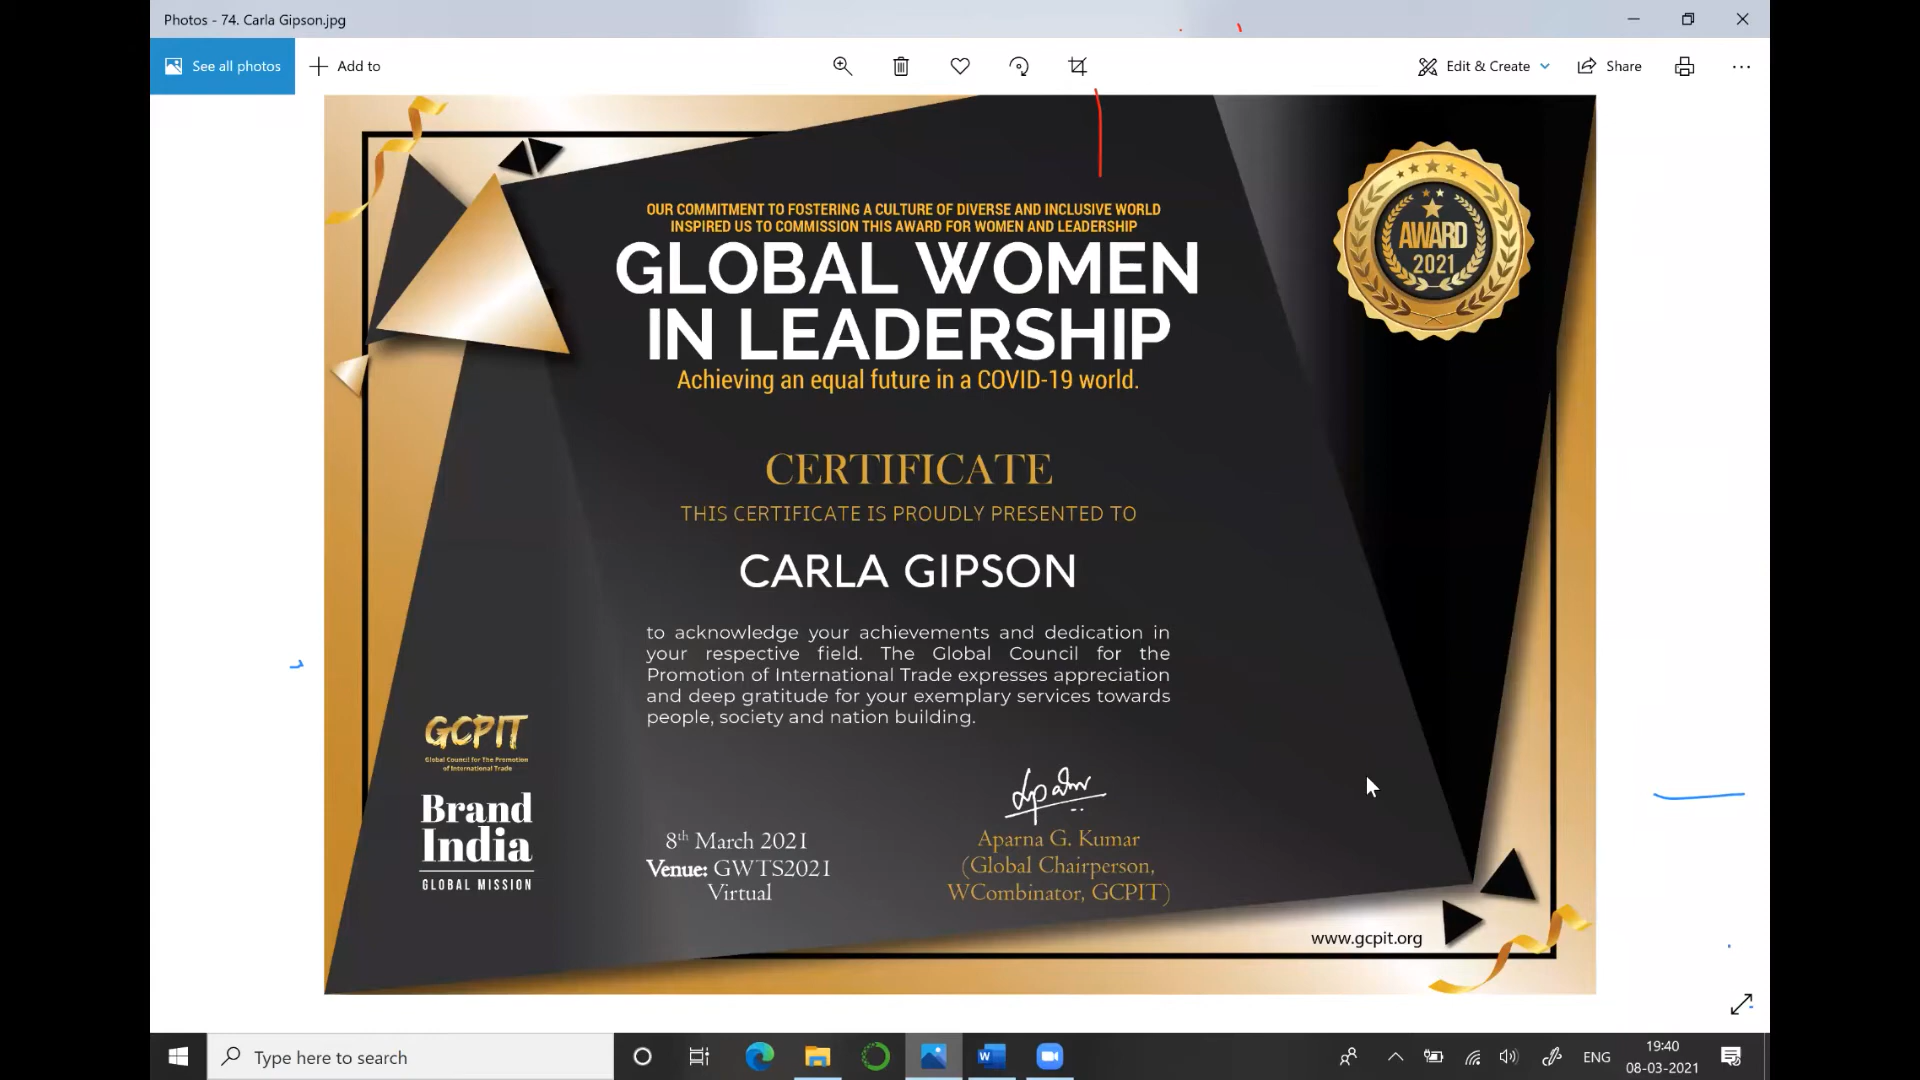 Photos - 74. Carla Gipson.jpg
See all photos
Add to
Edit & Create
Share
OUR COMMITMENT TO FOSTERING A CULTURE OF DIVERSE AND INCLUSIVE WORLD
INSPIRED US TO COMMISSION THIS AWARD FOR WOMEN AND LEADERSHIP
GLOBAL WOMEN
IN LEADERSHIP
Achieving an equal future in a COVID-19 world.
AWARD
2021
CERTIFICATE
THIS CERTIFICATE IS PROUDLY PRESENTED TO
CARLA GIPSON
to acknowledge your achievements and dedication in
your respective field. The Global Council for the
Promotion of International Trade expresses appreciation
and deep gratitude for your exemplary services towards
people, society and nation building.
GCPIT
Global Council for The Promotion
of International Trade
Brand
India
GLOBAL MISSION
8th March 2021
Venue: GWTS2021
Virtual
Aparna G. Kumar
(Global Chairperson,
WCombinator, GCPIT)
www.gcpit.org
Type here to search
W
ENG
19:40
08-03-2021